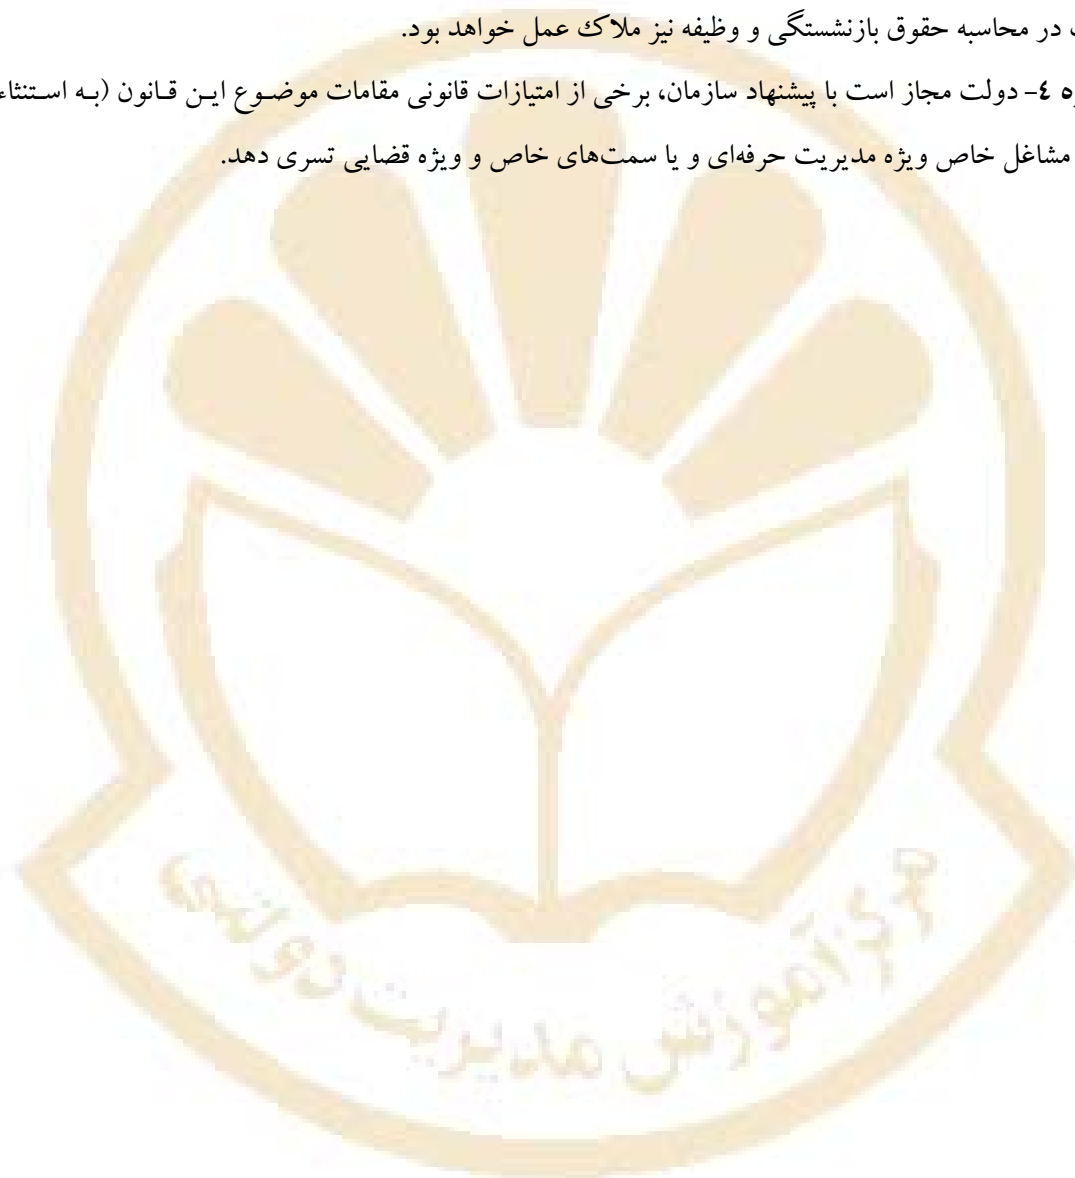 در محاسبه حقوق بازنشستگی و وظیفه نیز ملاک عمل خواهد بود.
ه ٤- دولت مجاز است با پیشنهاد سازمان، برخی از امتیازات قانونی مقامات موضوع این قانون (به استثناء
مشاغل خاص ویژه مدیریت حرفه‌ای و یا سمت‌های خاص و ویژه قضایی تسری دهد.
مرکز آموزش مدیریت دولتی